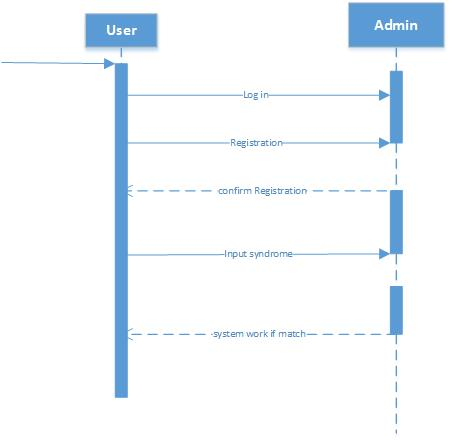 User
Admin
Log in
Registration
confirm Registration
Input syndrome
system work if match